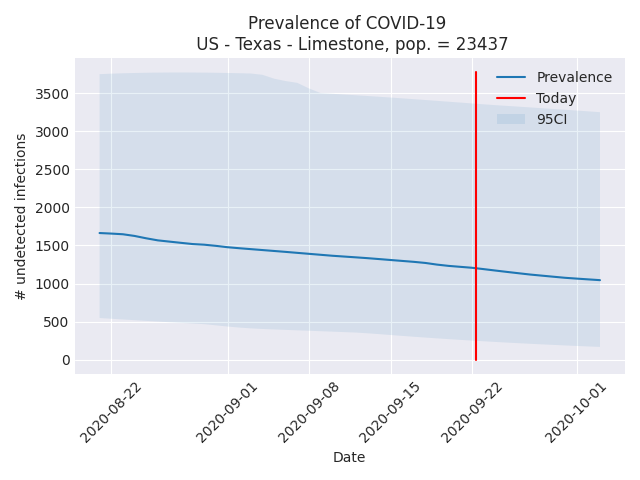 Prevalence of COVID-19
US - Texas - Limestone, pop. = 23437
Prevalence
Today
95CI
# undetected infections
3500
3000
2500
2000
1500
1000
500
0
2020-08-22
2020-09-01
2020-09-08
2020-09-15
2020-09-22
2020-10-01
Date